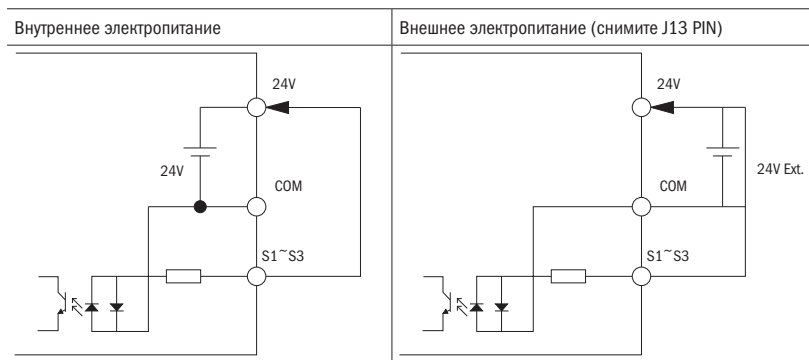 Внутреннее электропитание
Внешнее электропитание (снимите J13 PIN)
24V
24V
COM
S1~S3
24V
24V Ext.
COM
S1~S3